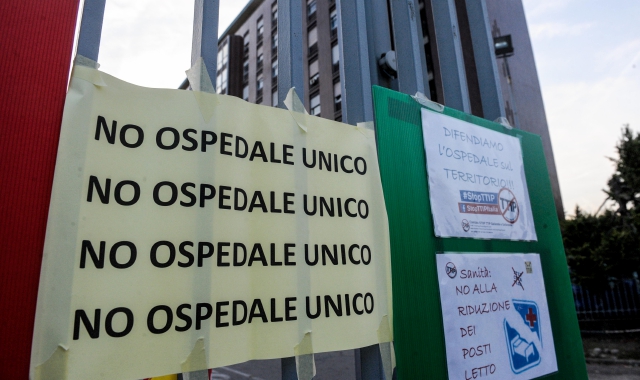 NO OSPEDALE UNICO
NO OSPEDALE UNICO
NO OSPEDALE UNICO
NO OSPEDALE UNICO
DIFENDIAMO
L'OSPEDALE sul
TERRITORIO!!!
#StopTTIP
StopTTIPItalia
Sanità:
NO ALLA
RIDUZIONE
DEI
POSTI
LETTO